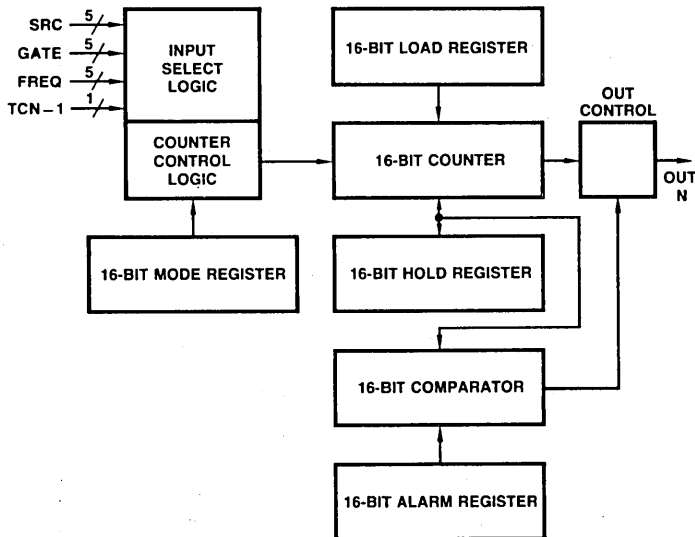 SRC
5
GATE
5
FREQ
5
TCN–1
1
INPUT
SELECT
LOGIC
COUNTER
CONTROL
LOGIC
16-BIT MODE REGISTER
16-BIT LOAD REGISTER
16-BIT COUNTER
16-BIT HOLD REGISTER
16-BIT COMPARATOR
16-BIT ALARM REGISTER
OUT
CONTROL
OUT
N